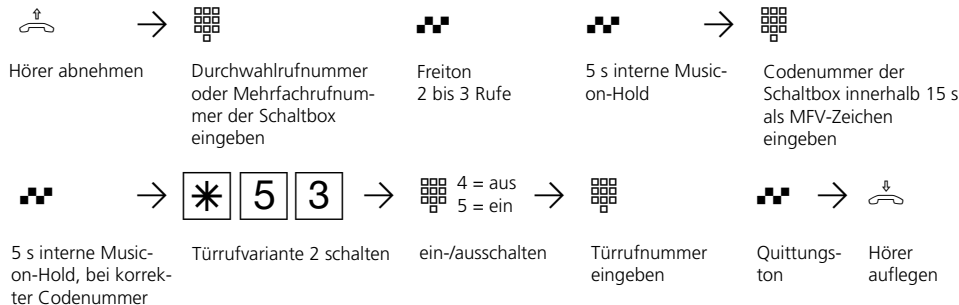 Hörer abnehmen
Durchwahlrufnummer
oder Mehrfachrufnum-
mer der Schaltbox
eingeben
Freiton
2 bis 3 Rufe
5 s interne Music-
on-Hold
Codenummer der
Schaltbox innerhalb 15 s
als MFV-Zeichen
eingeben
* 5 3
4 = aus
5 = ein
5 s interne Music-
on-Hold, bei korrek-
ter Codenummer
Türrufvariante 2 schalten
ein-/ausschalten
Türrufnummer
eingeben
Quittungs-
ton
Hörer
auflegen